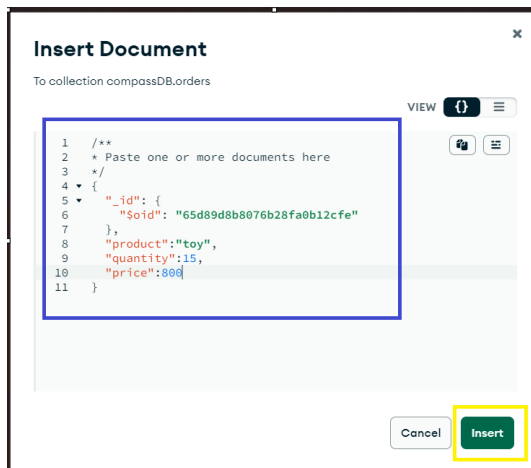 Insert Document
To collection compassDB.orders
VIEW {}
1 /**
2 * Paste one or more documents here
3 */
4 {
5 "_id": {
6 "$oid": "65d89d8b8076b28fa0b12cfe"
7 },
8 "product":"toy",
9 "quantity":15,
10 "price":800
11 }
Cancel Insert